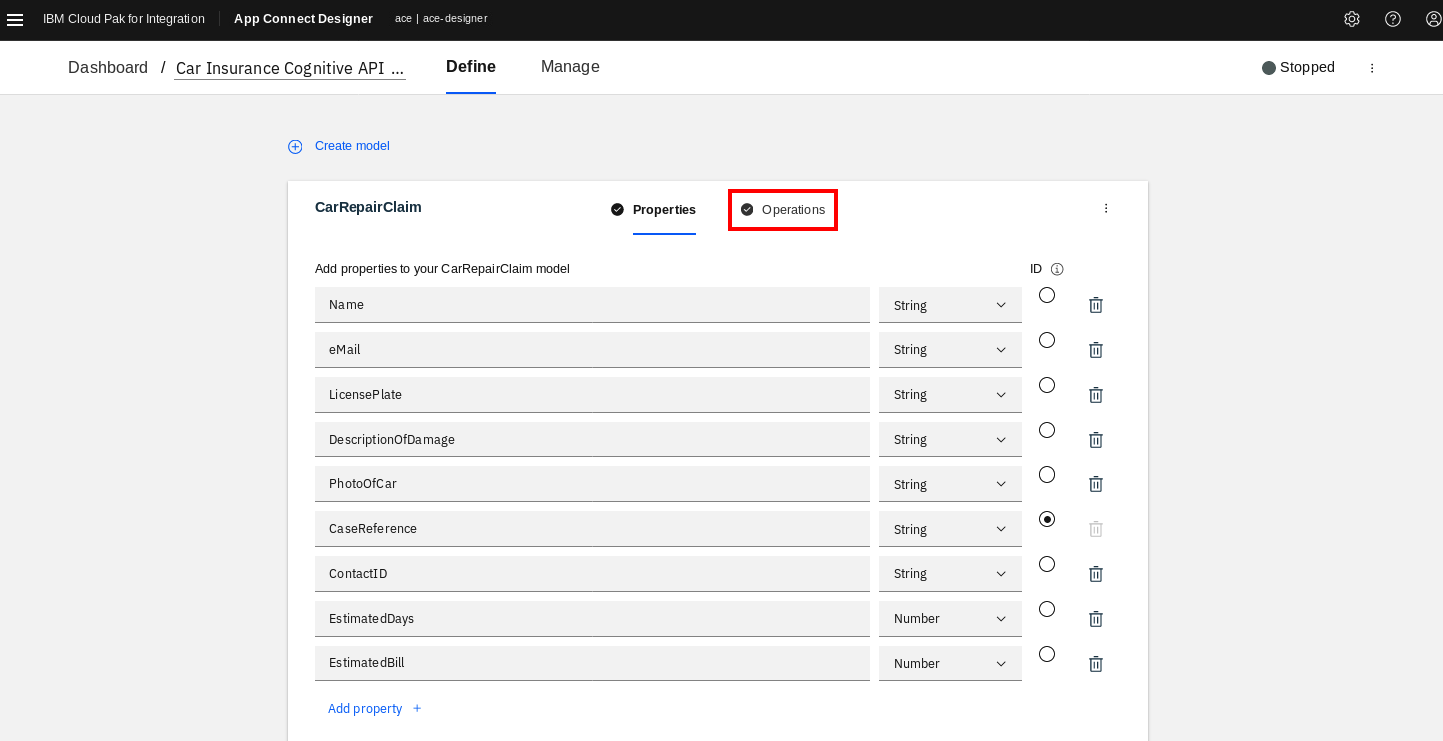 IBM Cloud Pak for Integration App Connect Designer ace | ace-designer
Dashboard / Car Insurance Cognitive API ... Define Manage Stopped
Create model
CarRepairClaim Properties Operations
Add properties to your CarRepairClaim model ID
Name String
eMail String
LicensePlate String
DescriptionOfDamage String
PhotoOfCar String
CaseReference String
ContactID String
EstimatedDays Number
EstimatedBill Number
Add property +